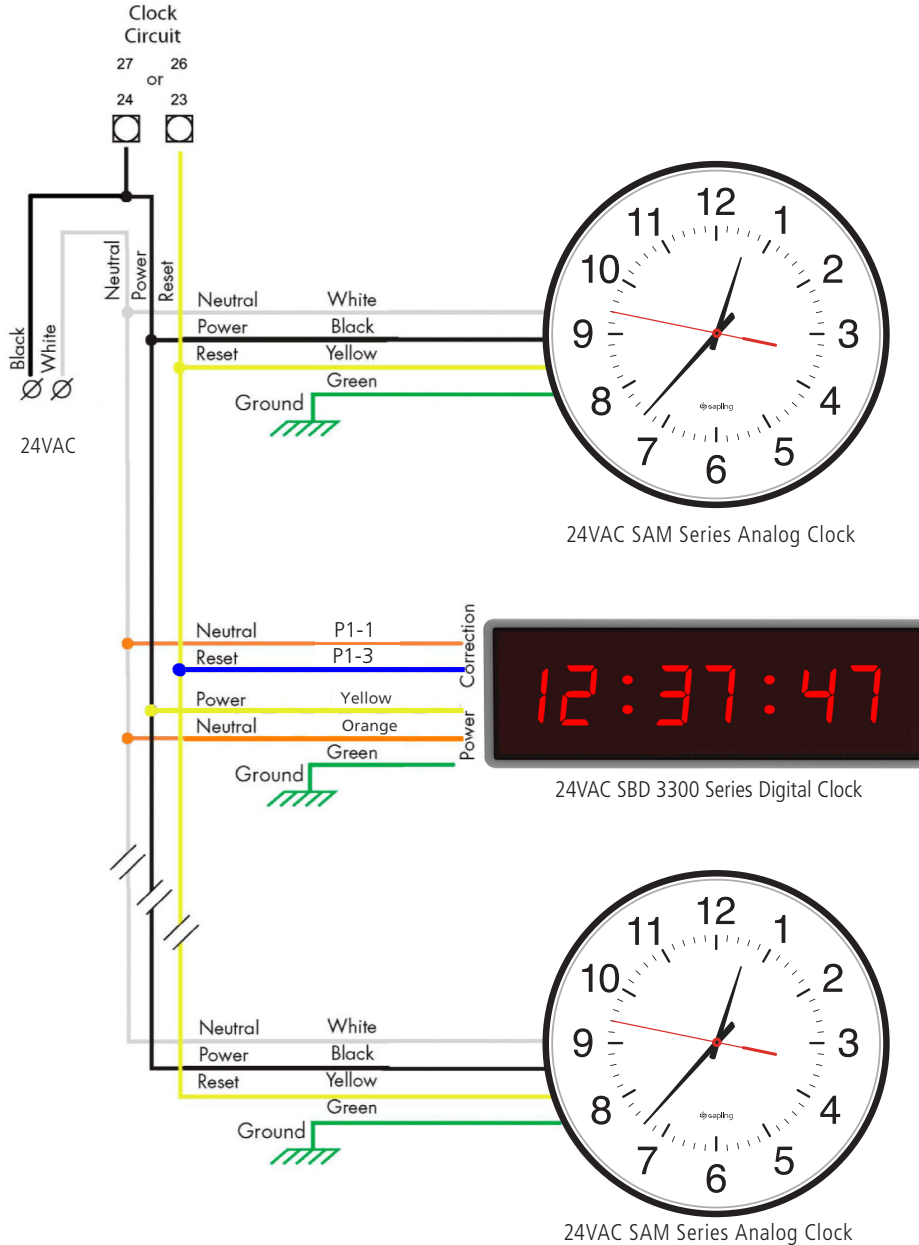 Clock
Circuit
27 26
or
24 23
Neutral
Power
Reset
Black
White
24VAC
Neutral White
Power Black
Reset Yellow
Green
Ground
12
1
2
3
4
5
6
7
8
9
10
11
sapling
24VAC SAM Series Analog Clock
Neutral P1-1
Reset P1-3
Correction
Power Yellow
Neutral Orange
Power
Green
Ground
12:37:47
24VAC SBD 3300 Series Digital Clock
Neutral White
Power Black
Reset Yellow
Green
Ground
12
1
2
3
4
5
6
7
8
9
10
11
sapling
24VAC SAM Series Analog Clock